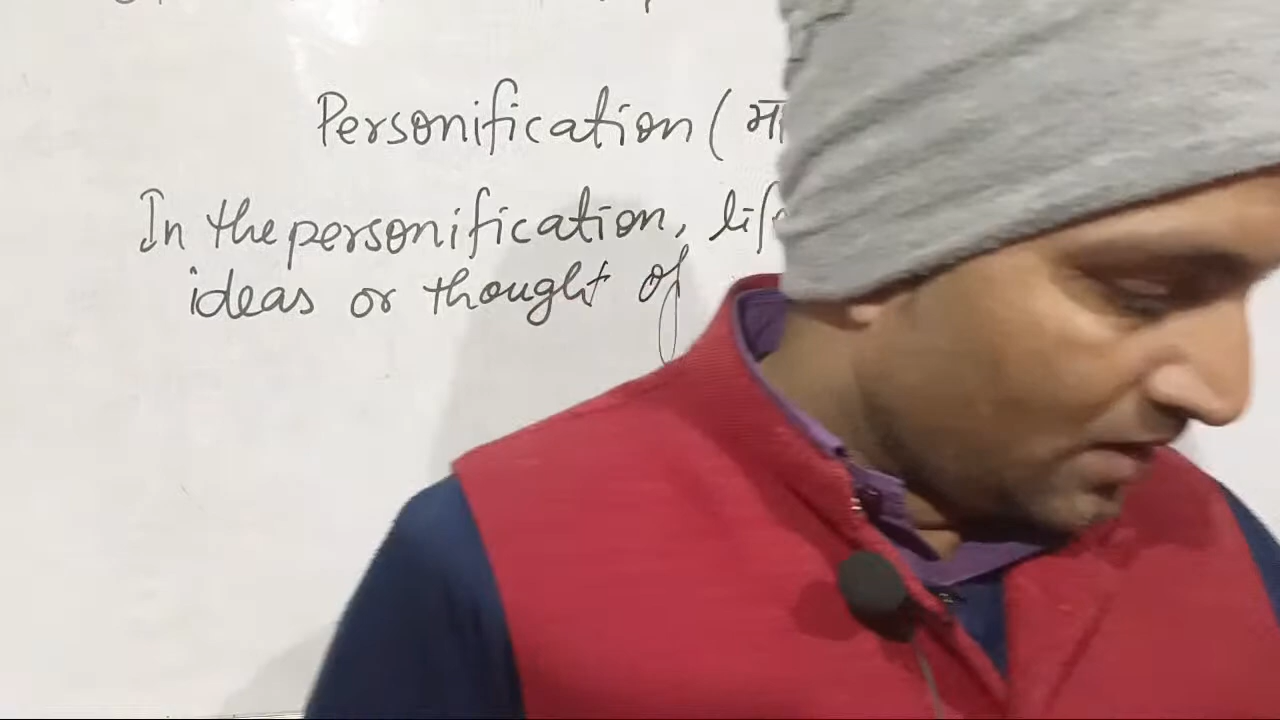 Personification (
In the personification,
ideas or thought of